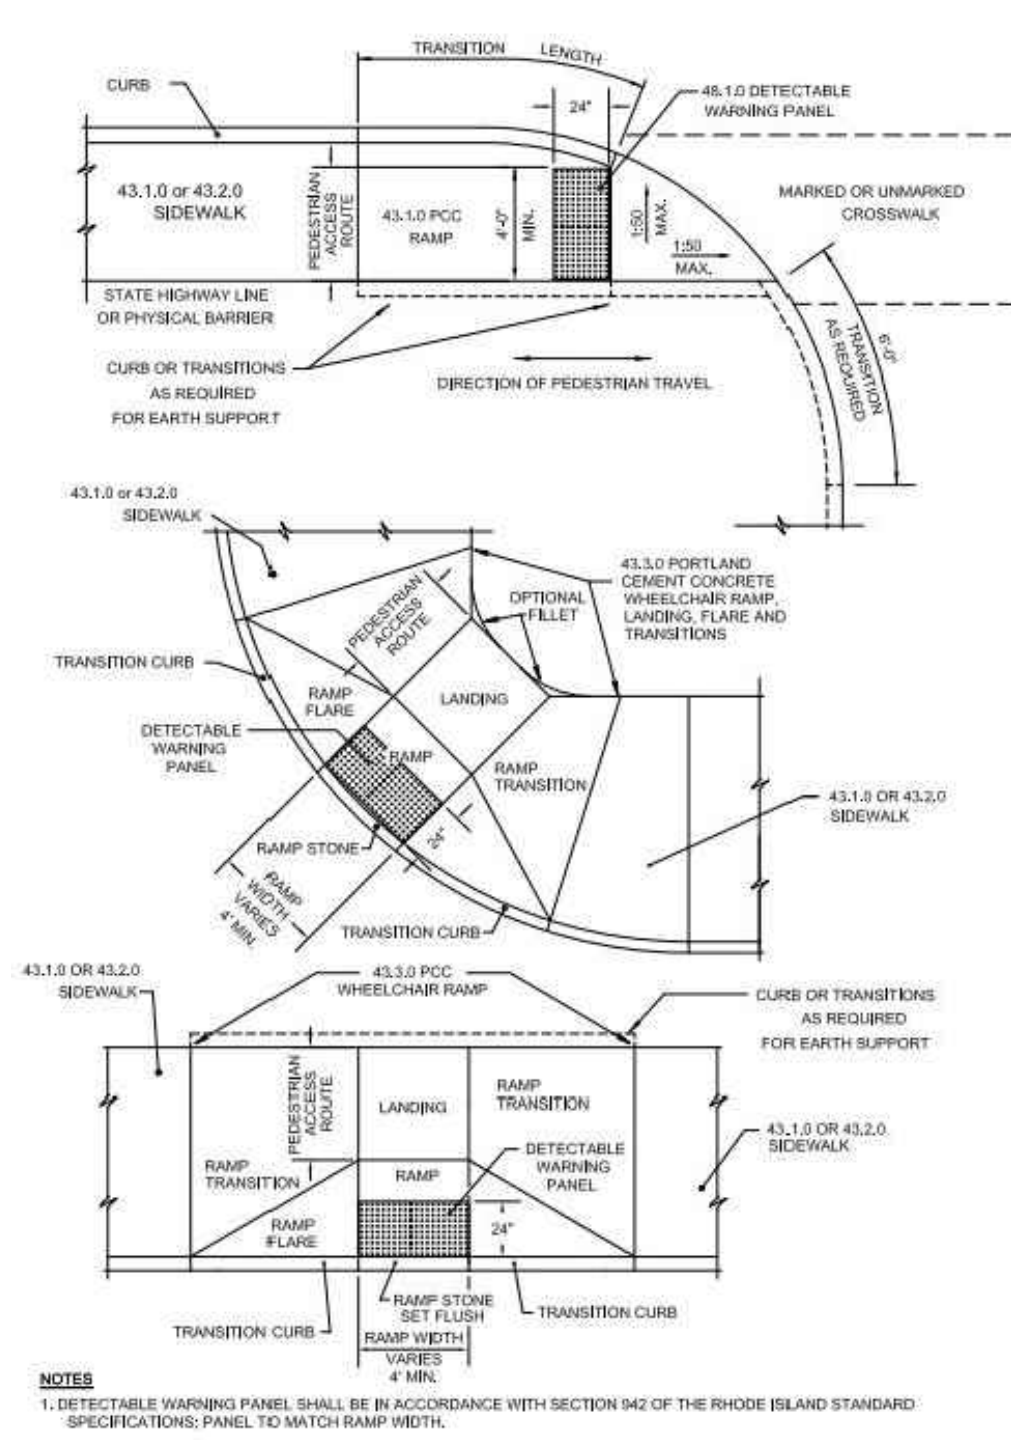 TRANSITION LENGTH
CURB
24"
48.1.0 DETECTABLE
WARNING PANEL
43.1.0 or 43.2.0
SIDEWALK
PEDESTRIAN
ACCESS
ROUTE
43.1.0 PCC
RAMP
4'-0"
MIN.
1:50
MAX.
1:50
MAX.
MARKED OR UNMARKED
CROSSWALK
STATE HIGHWAY LINE
OR PHYSICAL BARRIER
6'-0"
TRANSITION
AS REQUIRED
CURB OR TRANSITIONS
AS REQUIRED
FOR EARTH SUPPORT
DIRECTION OF PEDESTRIAN TRAVEL
43.1.0 or 43.2.0
SIDEWALK
43.3.0 PORTLAND
CEMENT CONCRETE
WHEELCHAIR RAMP,
LANDING, FLARE AND
TRANSITIONS
PEDESTRIAN
ACCESS
ROUTE
OPTIONAL
FILLET
TRANSITION CURB
RAMP
FLARE
LANDING
DETECTABLE
WARNING
PANEL
RAMP
RAMP
TRANSITION
43.1.0 OR 43.2.0
SIDEWALK
RAMP STONE
24"
RAMP
WIDTH
VARIES
4' MIN.
TRANSITION CURB
43.1.0 OR 43.2.0
SIDEWALK
43.3.0 PCC
WHEELCHAIR RAMP
CURB OR TRANSITIONS
AS REQUIRED
FOR EARTH SUPPORT
PEDESTRIAN
ACCESS
ROUTE
LANDING
RAMP
TRANSITION
43.1.0 OR 43.2.0
SIDEWALK
DETECTABLE
WARNING
PANEL
RAMP
TRANSITION
RAMP
RAMP
FLARE
24"
RAMP STONE
SET FLUSH
TRANSITION CURB
TRANSITION CURB
RAMP WIDTH
VARIES
4' MIN.
NOTES
1. DETECTABLE WARNING PANEL SHALL BE IN ACCORDANCE WITH SECTION 942 OF THE RHODE ISLAND STANDARD
SPECIFICATIONS; PANEL TO MATCH RAMP WIDTH.